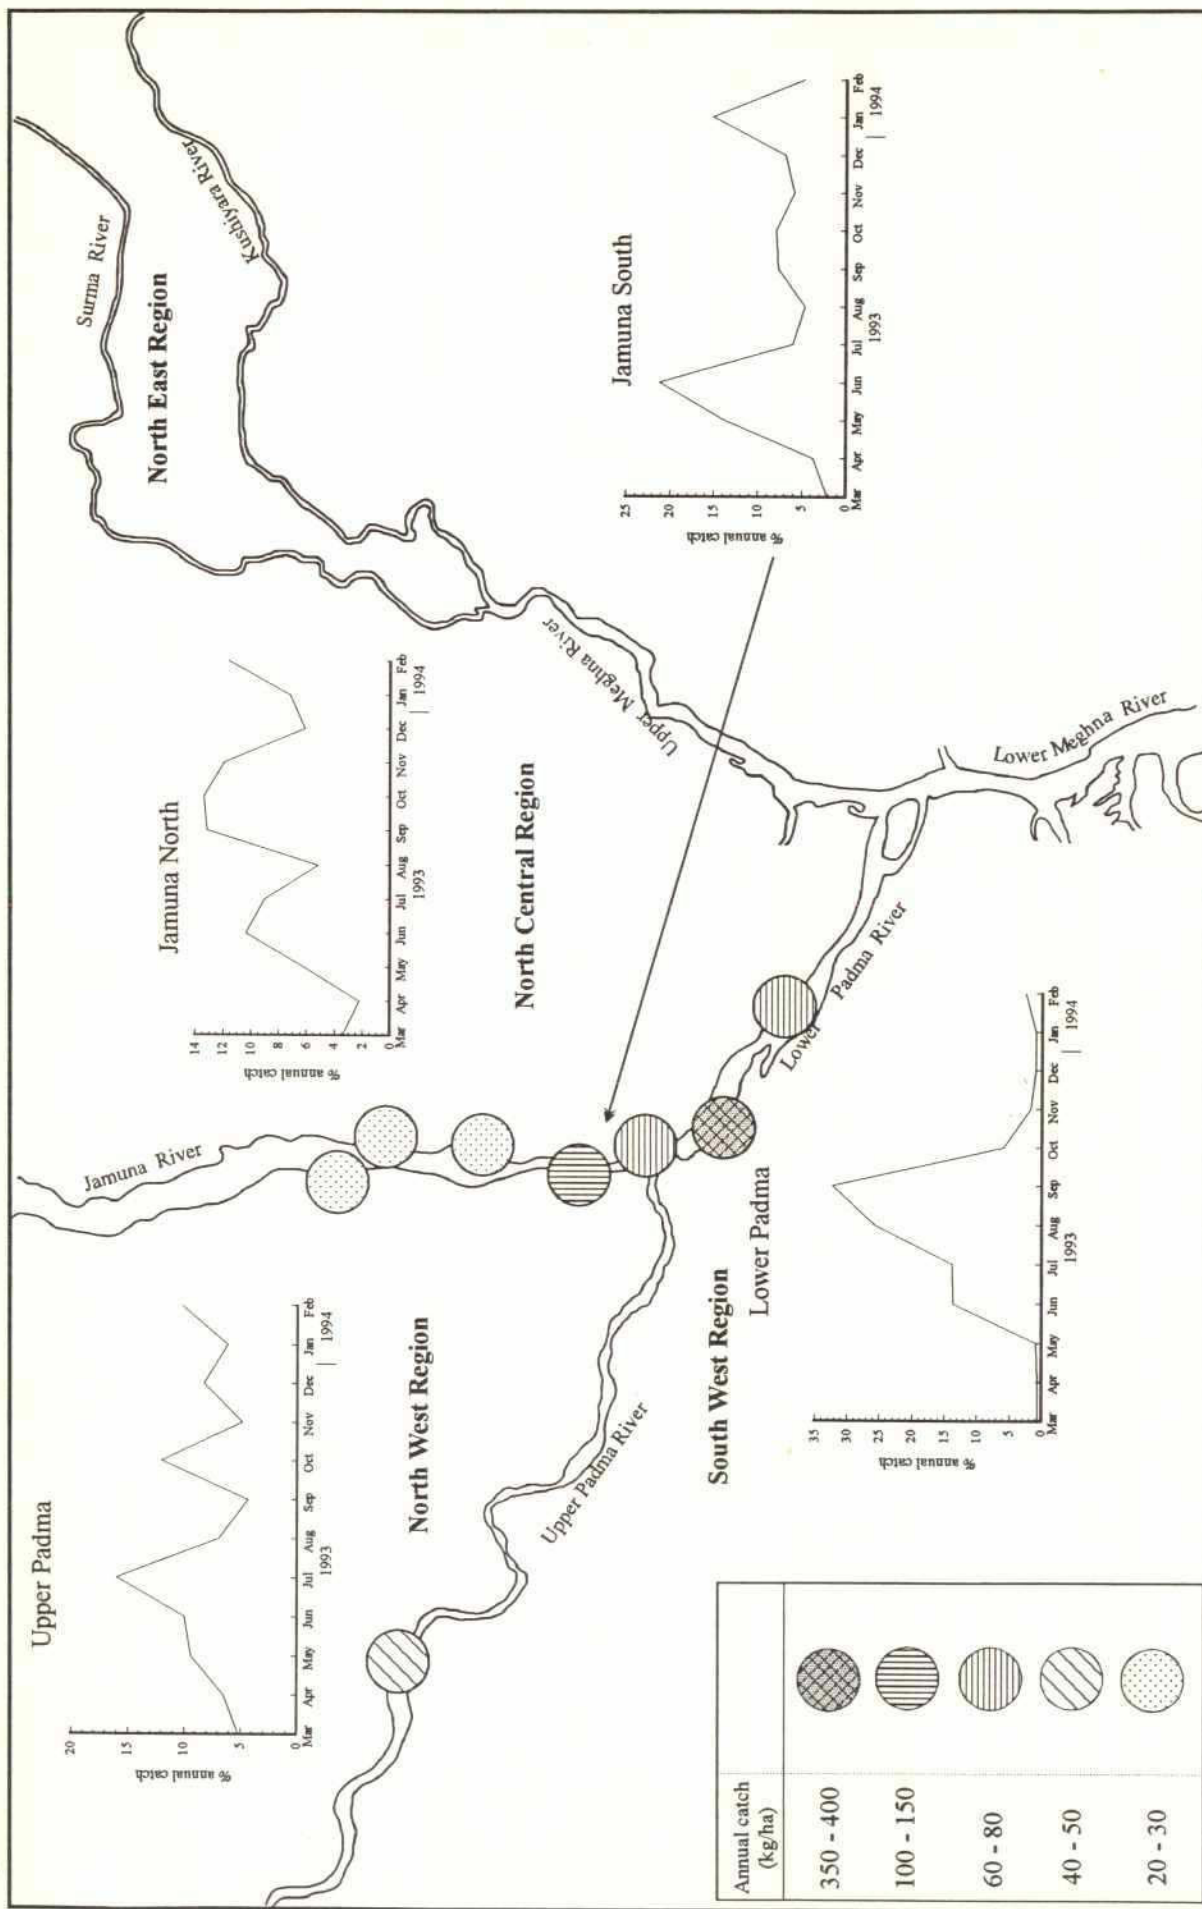 Upper Padma
% annual catch
20
15
10
5
0
Mar Apr May Jun Jul Aug Sep Oct Nov Dec Jan Feb
1993 | 1994
Jamuna North
% annual catch
14
12
10
8
6
4
2
0
Mar Apr May Jun Jul Aug Sep Oct Nov Dec Jan Feb
1993 | 1994
Surma River
North East Region
Kushiyara River
Jamuna River
North West Region
North Central Region
Upper Meghna River
Jamuna South
% annual catch
25
20
15
10
5
0
Mar Apr May Jun Jul Aug Sep Oct Nov Dec Jan Feb
1993 | 1994
Upper Padma River
South West Region
Lower Padma
Lower Padma River
Lower Meghna River
% annual catch
35
30
25
20
15
10
5
0
Mar Apr May Jun Jul Aug Sep Oct Nov Dec Jan Feb
1993 | 1994
Annual catch
(kg/ha)
350 - 400
100 - 150
60 - 80
40 - 50
20 - 30